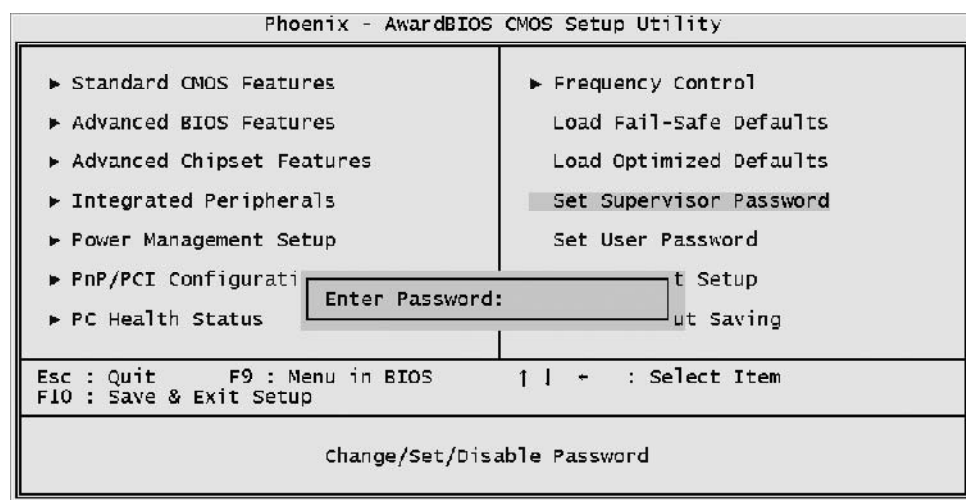 Phoenix - AwardBIOS CMOS Setup Utility
▶ Standard CMOS Features
▶ Advanced BIOS Features
▶ Advanced Chipset Features
▶ Integrated Peripherals
▶ Power Management Setup
▶ PnP/PCI Configurati
▶ PC Health Status
▶ Frequency Control
Load Fail-Safe Defaults
Load Optimized Defaults
Set Supervisor Password
Set User Password
t Setup
ut Saving
Enter Password:
Esc : Quit F9 : Menu in BIOS ↑ ↓ ← : Select Item
F10 : Save & Exit Setup
Change/Set/Disable Password